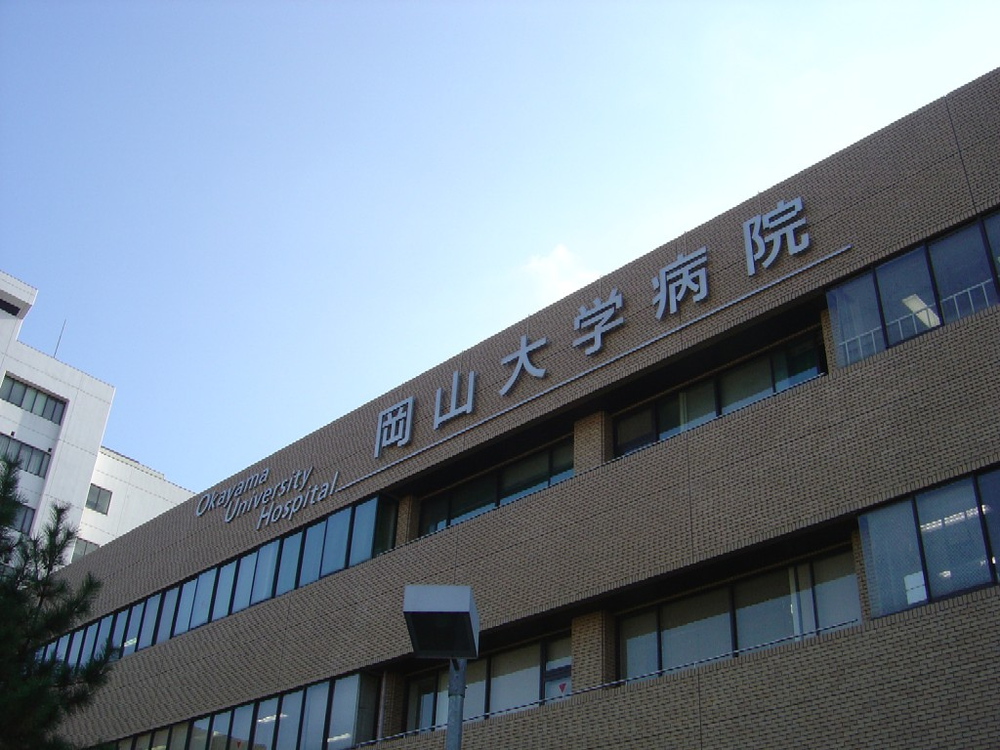 Okayama
University
Hospital
岡山大学病院